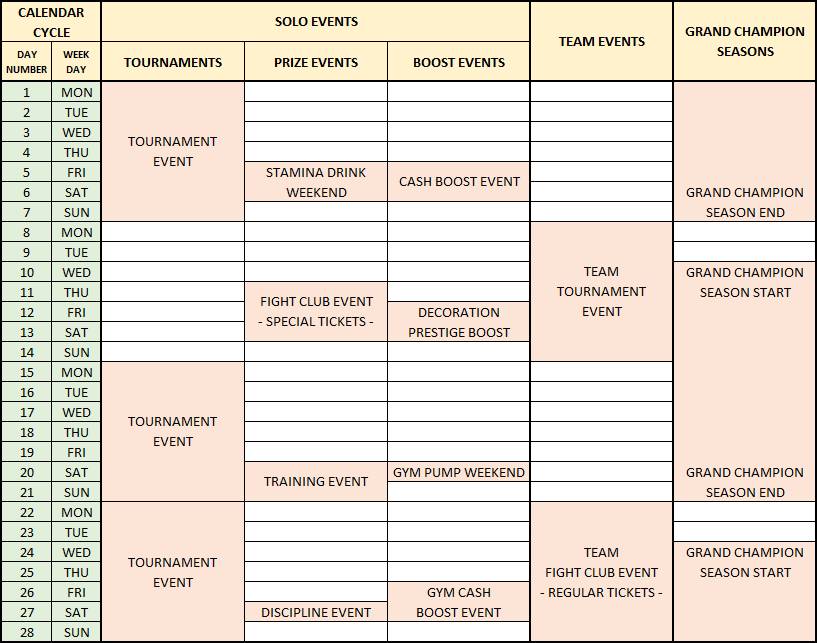 CALENDAR
CYCLE
SOLO EVENTS
TEAM EVENTS
GRAND CHAMPION
SEASONS
DAY
NUMBER
WEEK
DAY
TOURNAMENTS
PRIZE EVENTS
BOOST EVENTS
1 MON
2 TUE
3 WED
TOURNAMENT
EVENT
4 THU
5 FRI
STAMINA DRINK
WEEKEND
CASH BOOST EVENT
6 SAT
GRAND CHAMPION
SEASON END
7 SUN
8 MON
9 TUE
10 WED
TEAM
TOURNAMENT
EVENT
GRAND CHAMPION
SEASON START
11 THU
FIGHT CLUB EVENT
- SPECIAL TICKETS -
12 FRI
DECORATION
PRESTIGE BOOST
13 SAT
14 SUN
15 MON
16 TUE
17 WED
TOURNAMENT
EVENT
18 THU
19 FRI
20 SAT
TRAINING EVENT
GYM PUMP WEEKEND
GRAND CHAMPION
SEASON END
21 SUN
22 MON
23 TUE
24 WED
TOURNAMENT
EVENT
TEAM
FIGHT CLUB EVENT
- REGULAR TICKETS -
GRAND CHAMPION
SEASON START
25 THU
26 FRI
GYM CASH
BOOST EVENT
27 SAT
DISCIPLINE EVENT
28 SUN